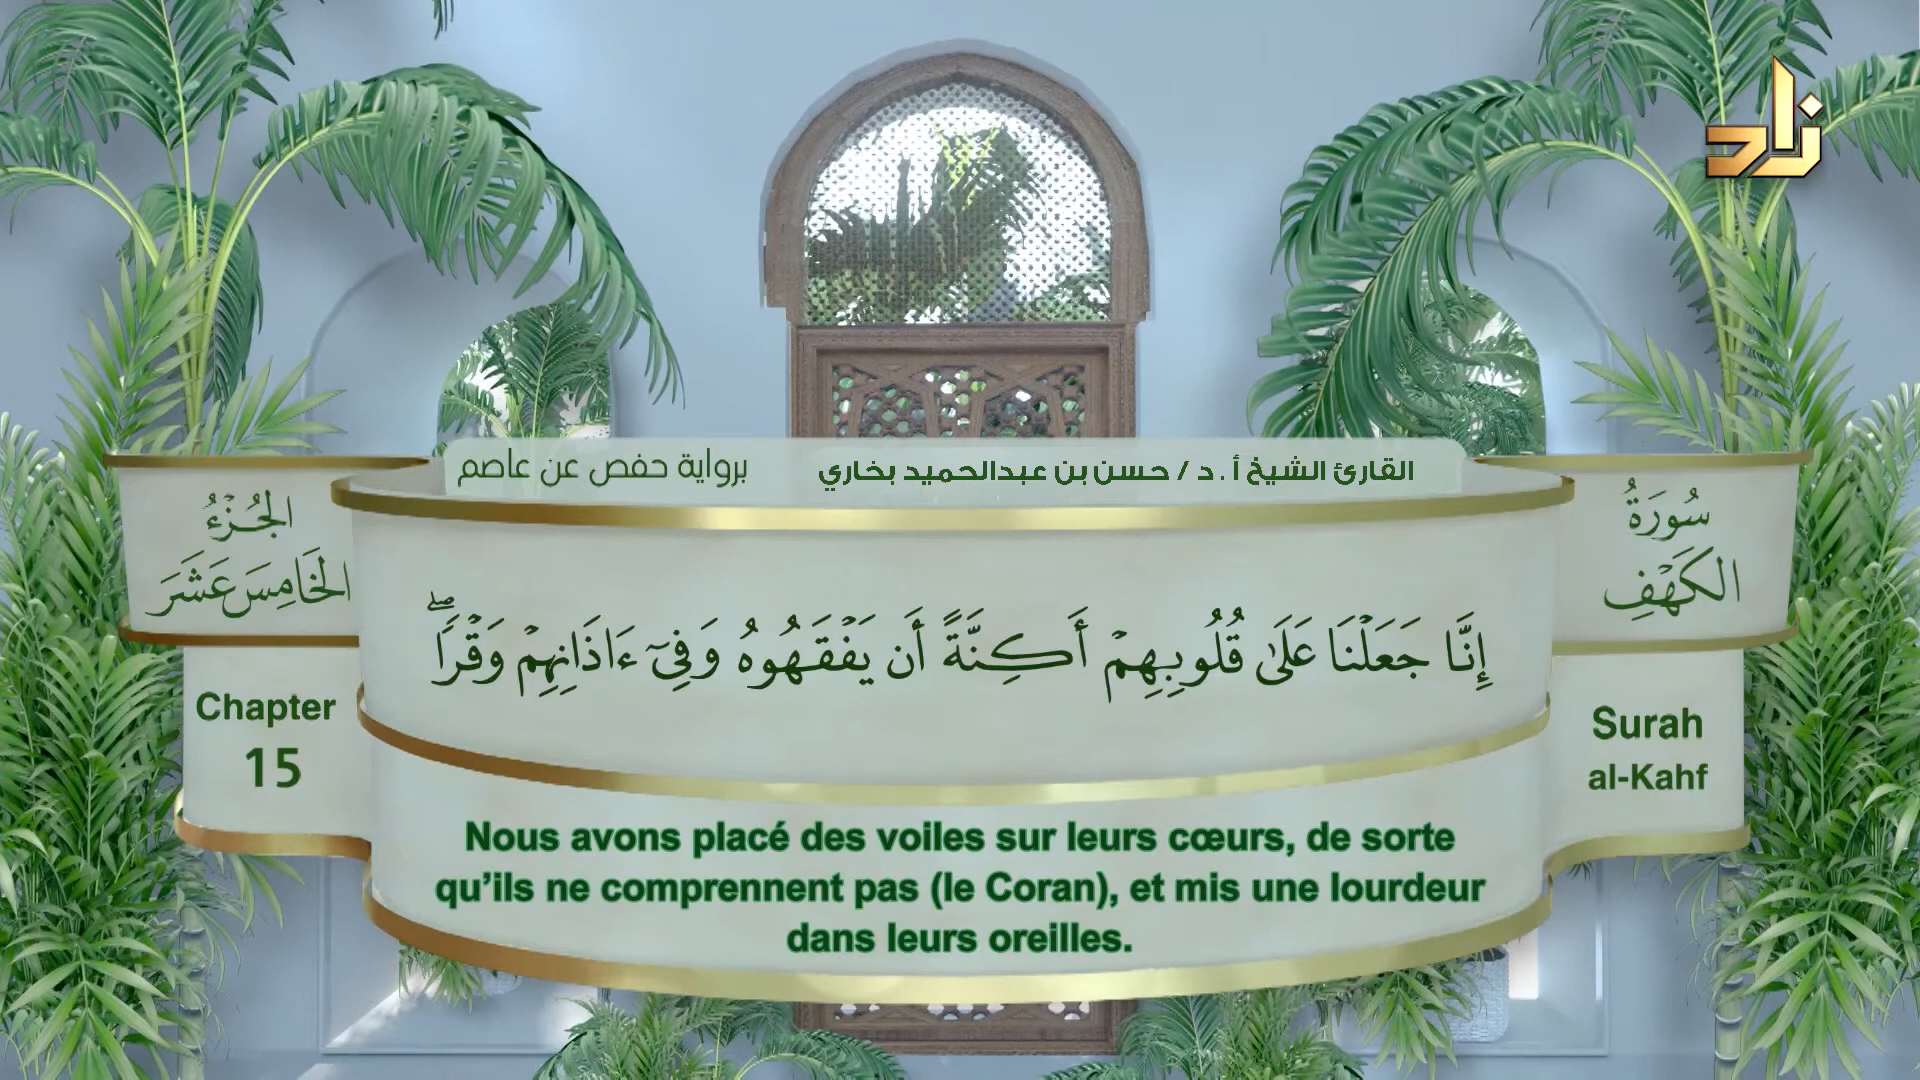 زاد
القارئ الشيخ أ . د / حسن بن عبدالحميد بخاري
برواية حفص عن عاصم
سُورَةُ
الكَهْفِ
الجُزْءُ
الخَامِسَ عَشَرَ
إِنَّا جَعَلْنَا عَلَىٰ قُلُوبِهِمْ أَكِنَّةً أَن يَفْقَهُوهُ وَفِىٓ ءَاذَانِهِمْ وَقْرًا ۖ
Chapter
15
Surah
al-Kahf
Nous avons placé des voiles sur leurs cœurs, de sorte
qu’ils ne comprennent pas (le Coran), et mis une lourdeur
dans leurs oreilles.